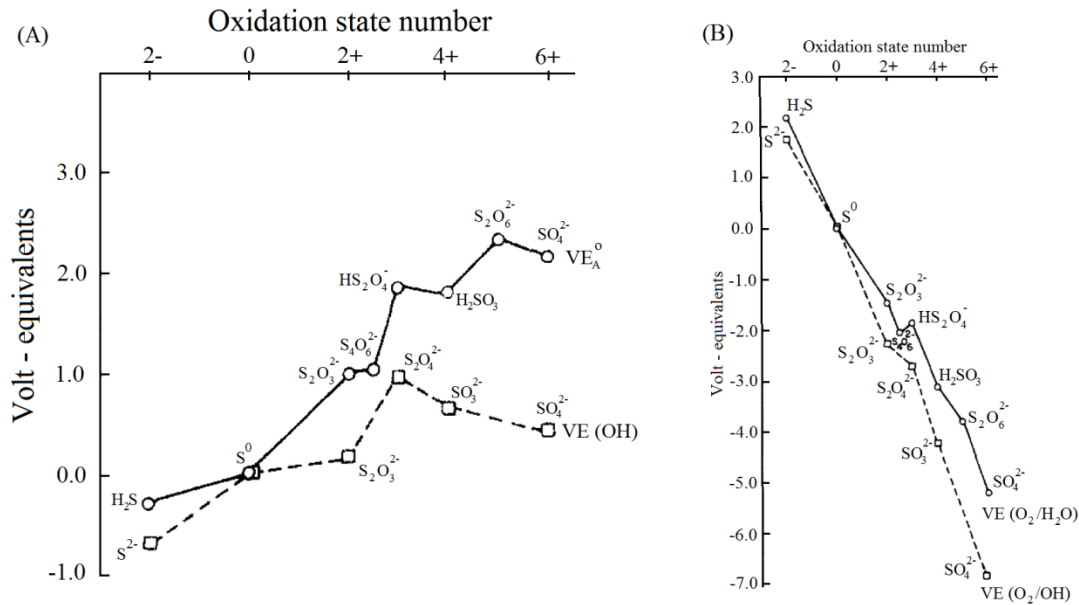 (A)
Oxidation state number
2- 0 2+ 4+ 6+
Volt - equivalents
3.0
2.0
1.0
0.0
-1.0
H₂S
S²⁻
S⁰
S₂O₃²⁻
S₄O₆²⁻
HS₂O₄⁻
H₂SO₃
S₂O₆²⁻
SO₄²⁻
VE°A
S₂O₃²⁻
S₂O₄²⁻
SO₃²⁻
SO₄²⁻
VE (OH)
(B)
Oxidation state number
2- 0 2+ 4+ 6+
Volt - equivalents
3.0
2.0
1.0
0.0
-1.0
-2.0
-3.0
-4.0
-5.0
-6.0
-7.0
H₂S
S²⁻
S⁰
S₂O₃²⁻
HS₂O₄⁻
S₄O₆²⁻
S₂O₃²⁻
S₂O₄²⁻
H₂SO₃
S₂O₆²⁻
SO₃²⁻
SO₄²⁻
VE (O₂/H₂O)
SO₄²⁻
VE (O₂/OH)